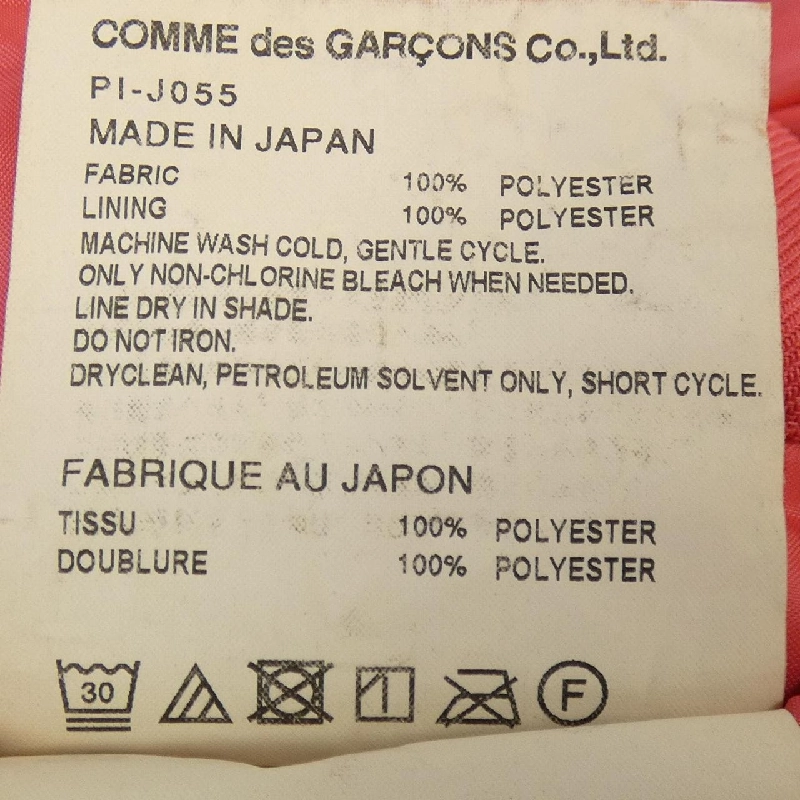 COMME des GARÇONS Co.,Ltd.
PI-J055
MADE IN JAPAN
FABRIC 100% POLYESTER
LINING 100% POLYESTER
MACHINE WASH COLD, GENTLE CYCLE.
ONLY NON-CHLORINE BLEACH WHEN NEEDED.
LINE DRY IN SHADE.
DO NOT IRON.
DRYCLEAN, PETROLEUM SOLVENT ONLY, SHORT CYCLE.
FABRIQUE AU JAPON
TISSU 100% POLYESTER
DOUBLURE 100% POLYESTER
30 F